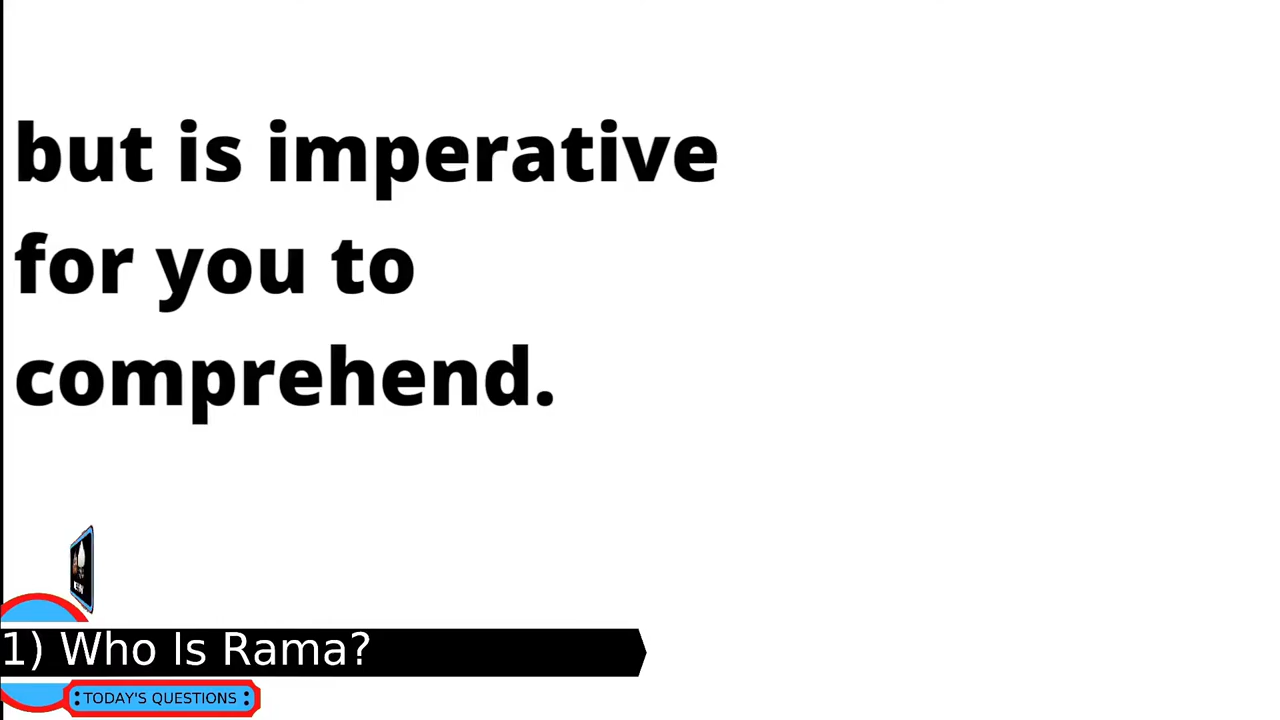 but is imperative
for you to
comprehend.
1) Who Is Rama?
TODAY'S QUESTIONS